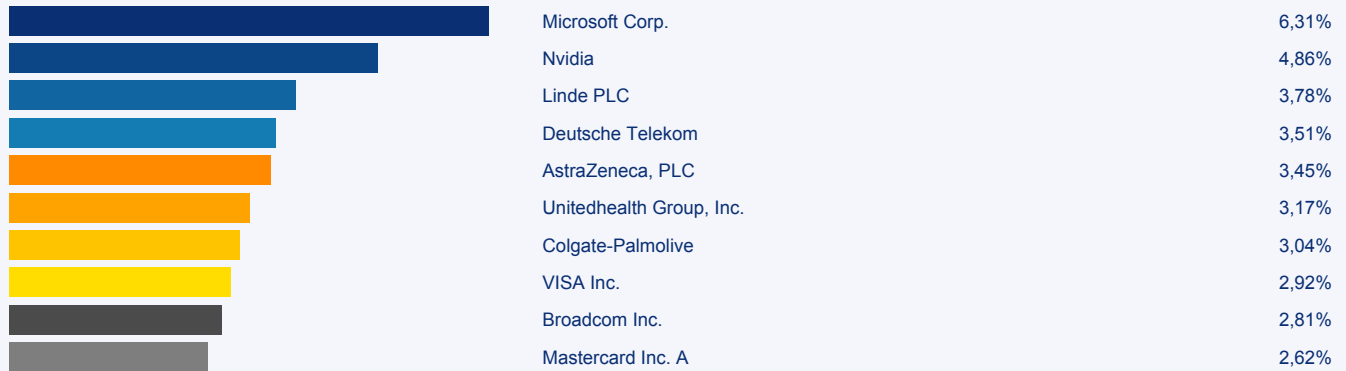 Microsoft Corp. 6,31%
Nvidia 4,86%
Linde PLC 3,78%
Deutsche Telekom 3,51%
AstraZeneca, PLC 3,45%
Unitedhealth Group, Inc. 3,17%
Colgate-Palmolive 3,04%
VISA Inc. 2,92%
Broadcom Inc. 2,81%
Mastercard Inc. A 2,62%